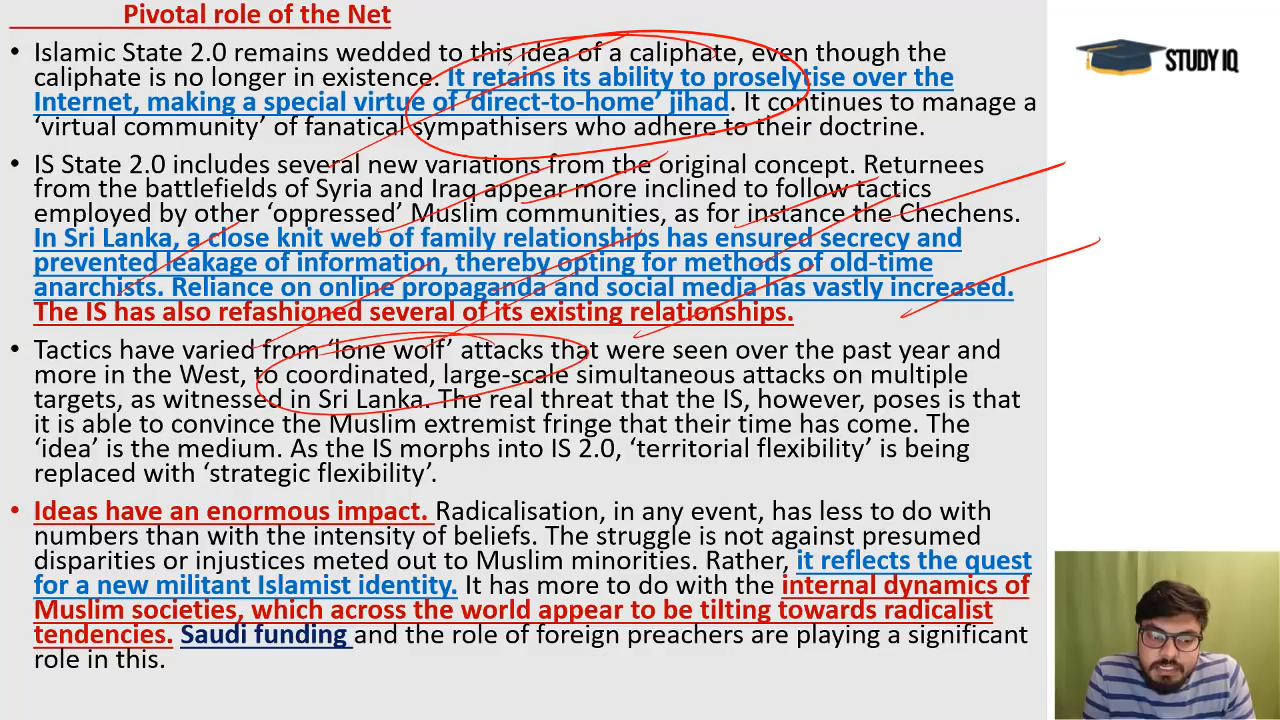 Pivotal role of the Net
STUDY IQ
• Islamic State 2.0 remains wedded to this idea of a caliphate, even though the
caliphate is no longer in existence. It retains its ability to proselytise over the
Internet, making a special virtue of ‘direct-to-home’ jihad. It continues to manage a
‘virtual community’ of fanatical sympathisers who adhere to their doctrine.
• IS State 2.0 includes several new variations from the original concept. Returnees
from the battlefields of Syria and Iraq appear more inclined to follow tactics
employed by other ‘oppressed’ Muslim communities, as for instance the Chechens.
In Sri Lanka, a close knit web of family relationships has ensured secrecy and
prevented leakage of information, thereby opting for methods of old-time
anarchists. Reliance on online propaganda and social media has vastly increased.
The IS has also refashioned several of its existing relationships.
• Tactics have varied from ‘lone wolf’ attacks that were seen over the past year and
more in the West, to coordinated, large-scale simultaneous attacks on multiple
targets, as witnessed in Sri Lanka. The real threat that the IS, however, poses is that
it is able to convince the Muslim extremist fringe that their time has come. The
‘idea’ is the medium. As the IS morphs into IS 2.0, ‘territorial flexibility’ is being
replaced with ‘strategic flexibility’.
• Ideas have an enormous impact. Radicalisation, in any event, has less to do with
numbers than with the intensity of beliefs. The struggle is not against presumed
disparities or injustices meted out to Muslim minorities. Rather, it reflects the quest
for a new militant Islamist identity. It has more to do with the internal dynamics of
Muslim societies, which across the world appear to be tilting towards radicalist
tendencies. Saudi funding and the role of foreign preachers are playing a significant
role in this.